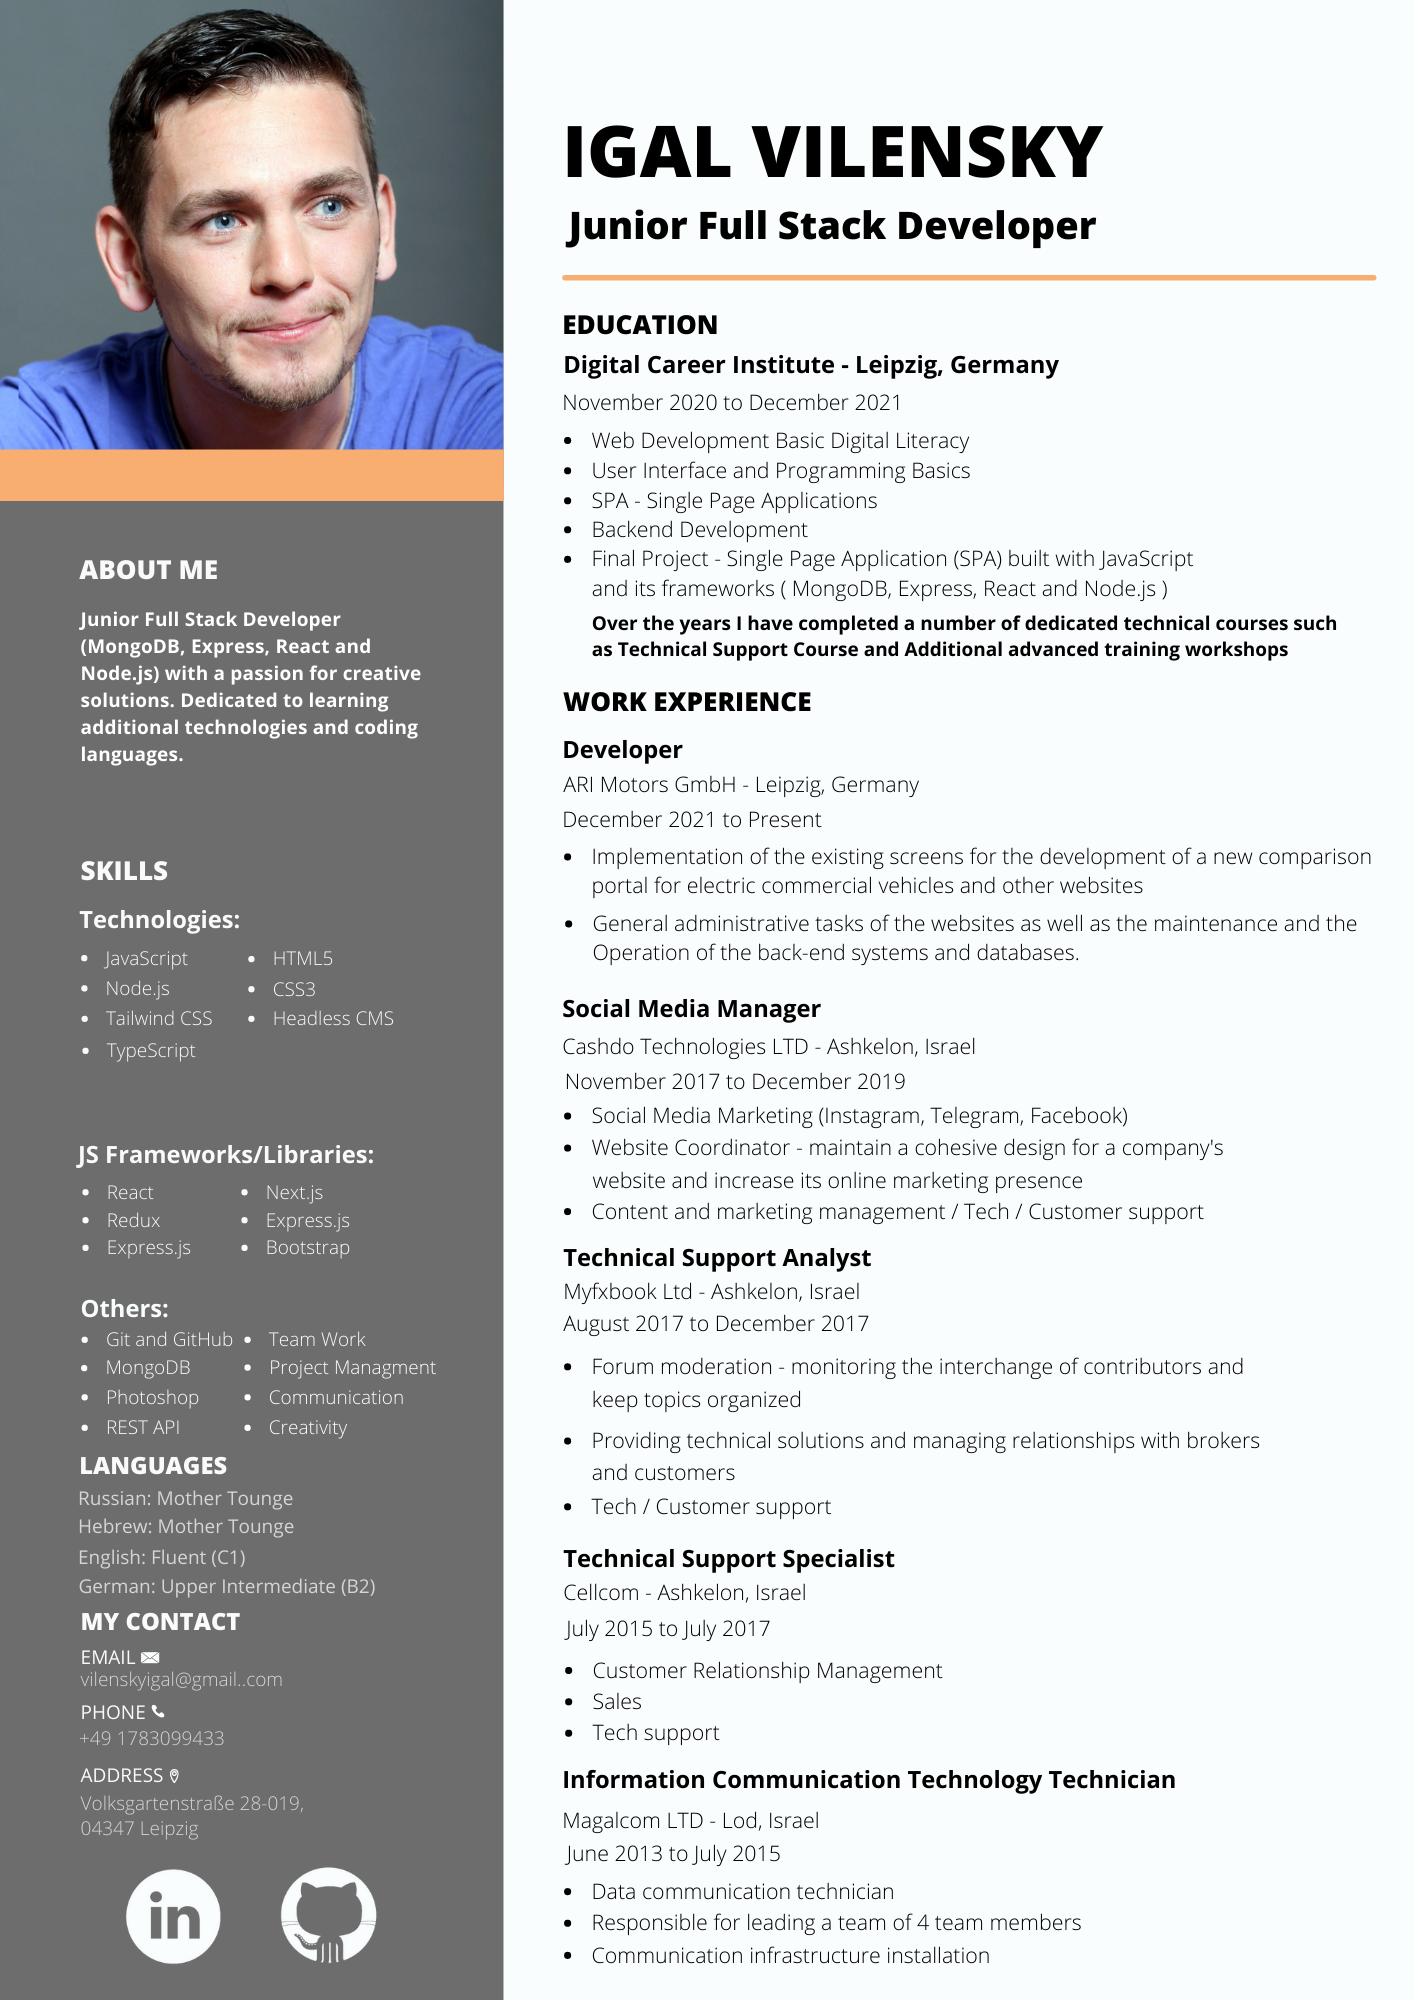 IGAL VILENSKY
Junior Full Stack Developer
EDUCATION
Digital Career Institute - Leipzig, Germany
November 2020 to December 2021
• Web Development Basic Digital Literacy
• User Interface and Programming Basics
• SPA - Single Page Applications
• Backend Development
• Final Project - Single Page Application (SPA) built with JavaScript
and its frameworks ( MongoDB, Express, React and Node.js )
Over the years I have completed a number of dedicated technical courses such
as Technical Support Course and Additional advanced training workshops
WORK EXPERIENCE
Developer
ARI Motors GmbH - Leipzig, Germany
December 2021 to Present
• Implementation of the existing screens for the development of a new comparison
portal for electric commercial vehicles and other websites
• General administrative tasks of the websites as well as the maintenance and the
Operation of the back-end systems and databases.
Social Media Manager
Cashdo Technologies LTD - Ashkelon, Israel
November 2017 to December 2019
• Social Media Marketing (Instagram, Telegram, Facebook)
• Website Coordinator - maintain a cohesive design for a company's
website and increase its online marketing presence
• Content and marketing management / Tech / Customer support
Technical Support Analyst
Myfxbook Ltd - Ashkelon, Israel
August 2017 to December 2017
• Forum moderation - monitoring the interchange of contributors and
keep topics organized
• Providing technical solutions and managing relationships with brokers
and customers
• Tech / Customer support
Technical Support Specialist
Cellcom - Ashkelon, Israel
July 2015 to July 2017
• Customer Relationship Management
• Sales
• Tech support
Information Communication Technology Technician
Magalcom LTD - Lod, Israel
June 2013 to July 2015
• Data communication technician
• Responsible for leading a team of 4 team members
• Communication infrastructure installation
ABOUT ME
Junior Full Stack Developer
(MongoDB, Express, React and
Node.js) with a passion for creative
solutions. Dedicated to learning
additional technologies and coding
languages.
SKILLS
Technologies:
• JavaScript • HTML5
• Node.js • CSS3
• Tailwind CSS • Headless CMS
• TypeScript
JS Frameworks/Libraries:
• React • Next.js
• Redux • Express.js
• Express.js • Bootstrap
Others:
• Git and GitHub • Team Work
• MongoDB • Project Managment
• Photoshop • Communication
• REST API • Creativity
LANGUAGES
Russian: Mother Tounge
Hebrew: Mother Tounge
English: Fluent (C1)
German: Upper Intermediate (B2)
MY CONTACT
EMAIL
vilenskyigal@gmail..com
PHONE
+49 1783099433
ADDRESS
Volksgartenstraße 28-019,
04347 Leipzig
in